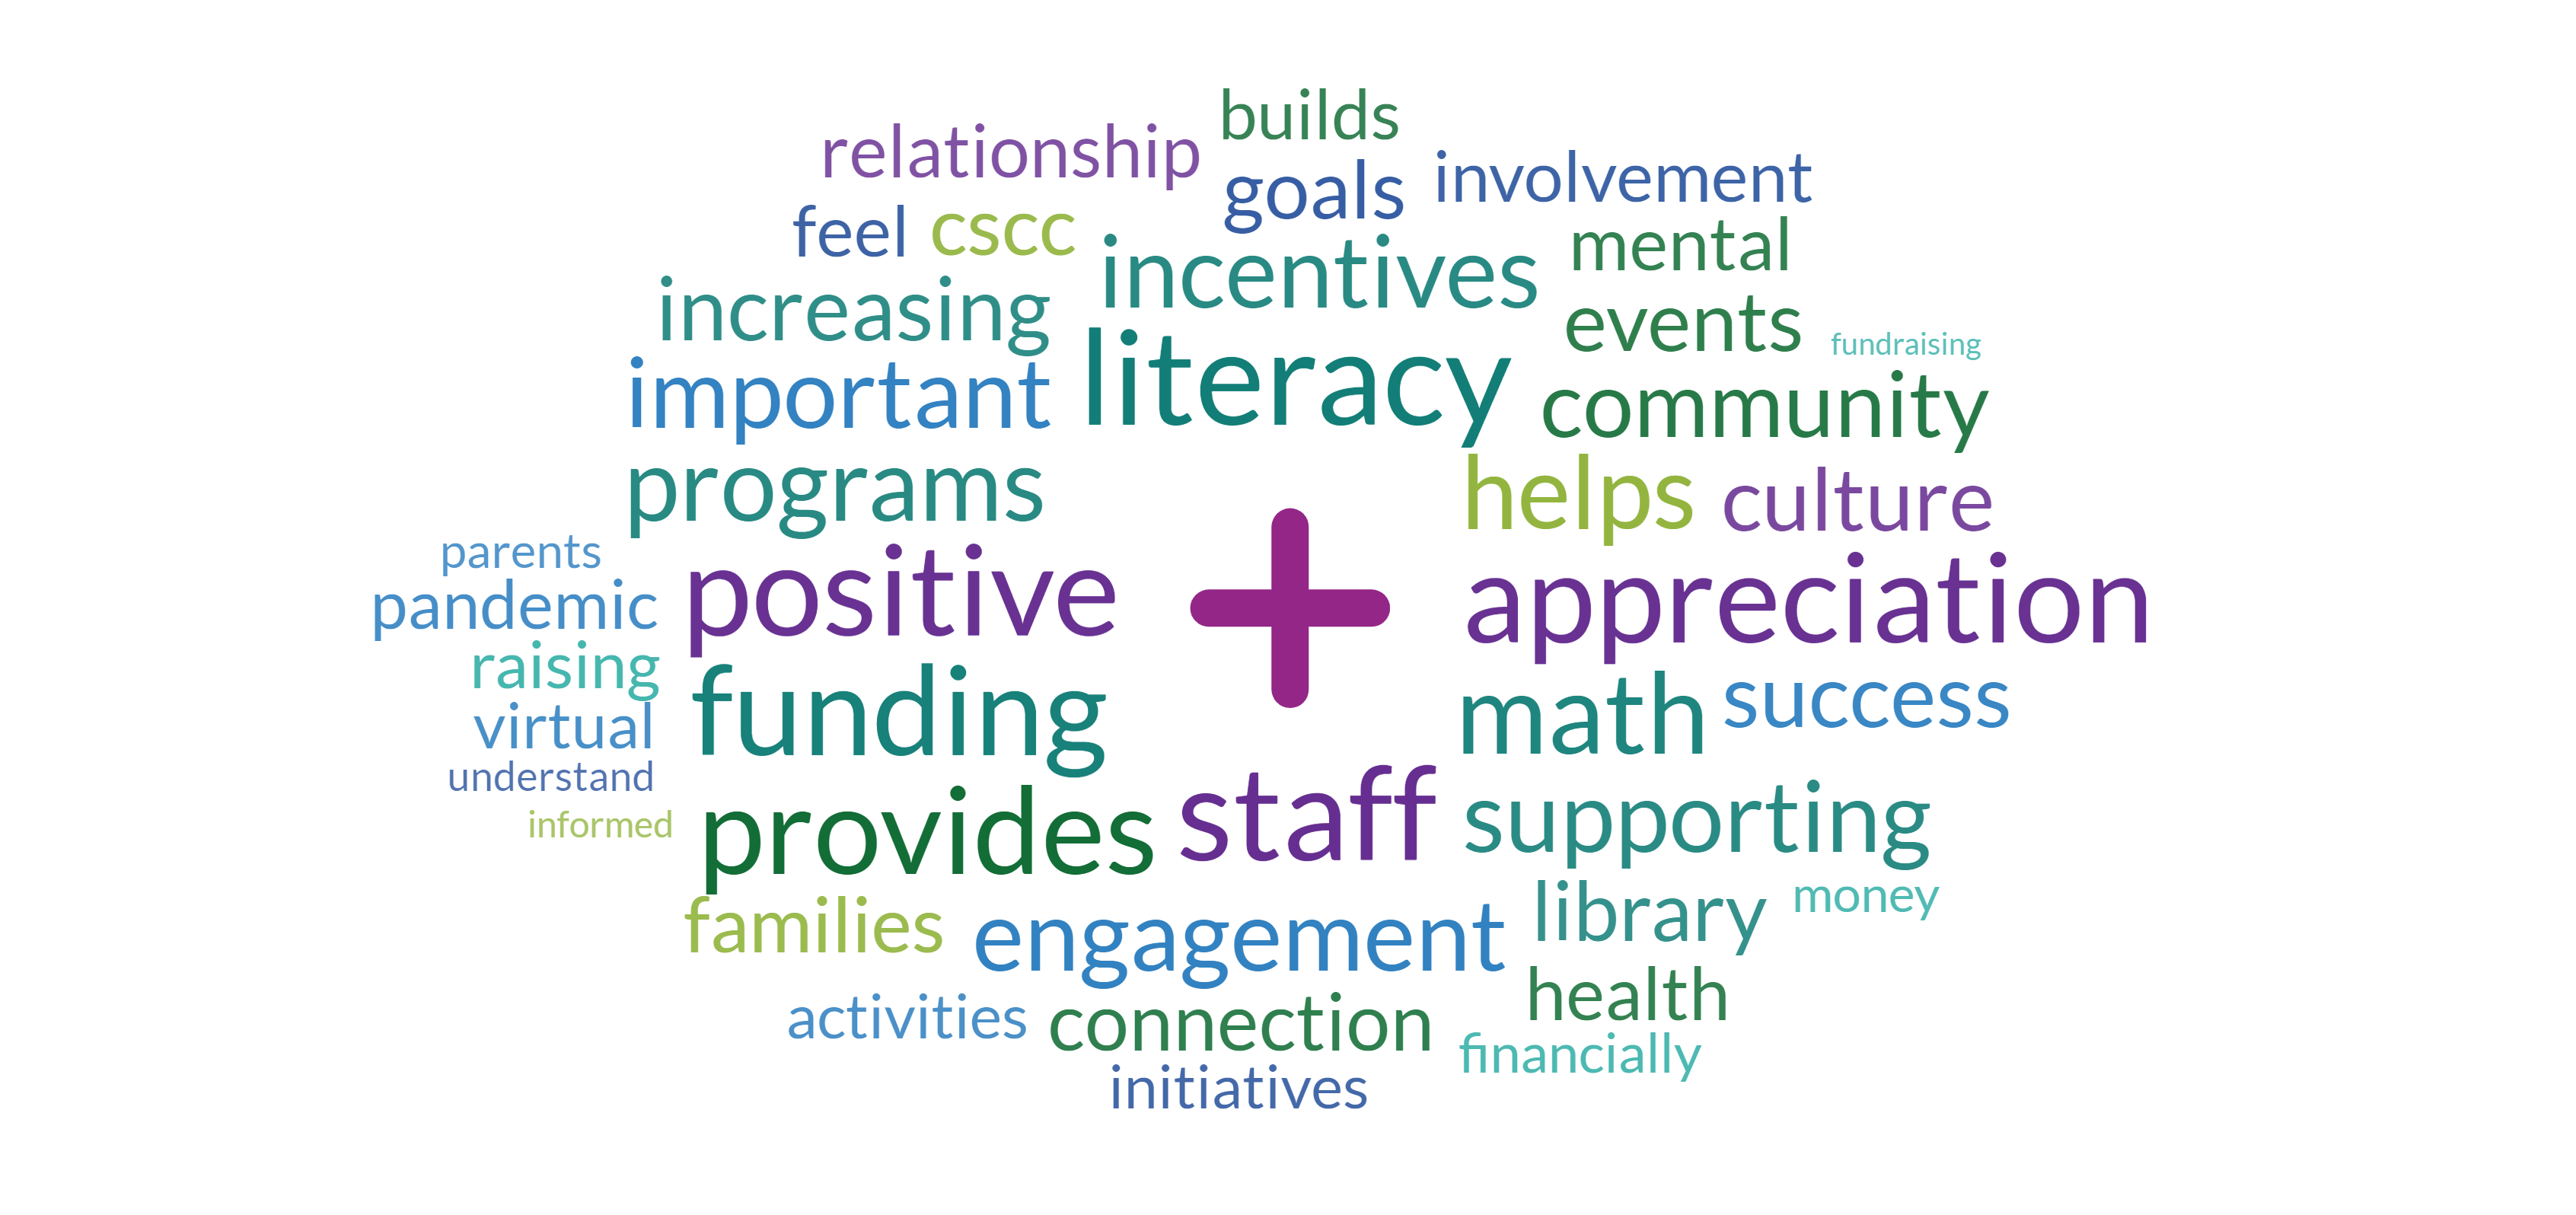 builds
relationship
goals
involvement
feel
cscc
incentives
mental
increasing
literacy
events
fundraising
important
community
programs
helps
culture
parents
positive
+
appreciation
pandemic
raising
funding
math
success
virtual
understand
informed
provides
staff
supporting
families
engagement
library
money
activities
connection
health
financially
initiatives